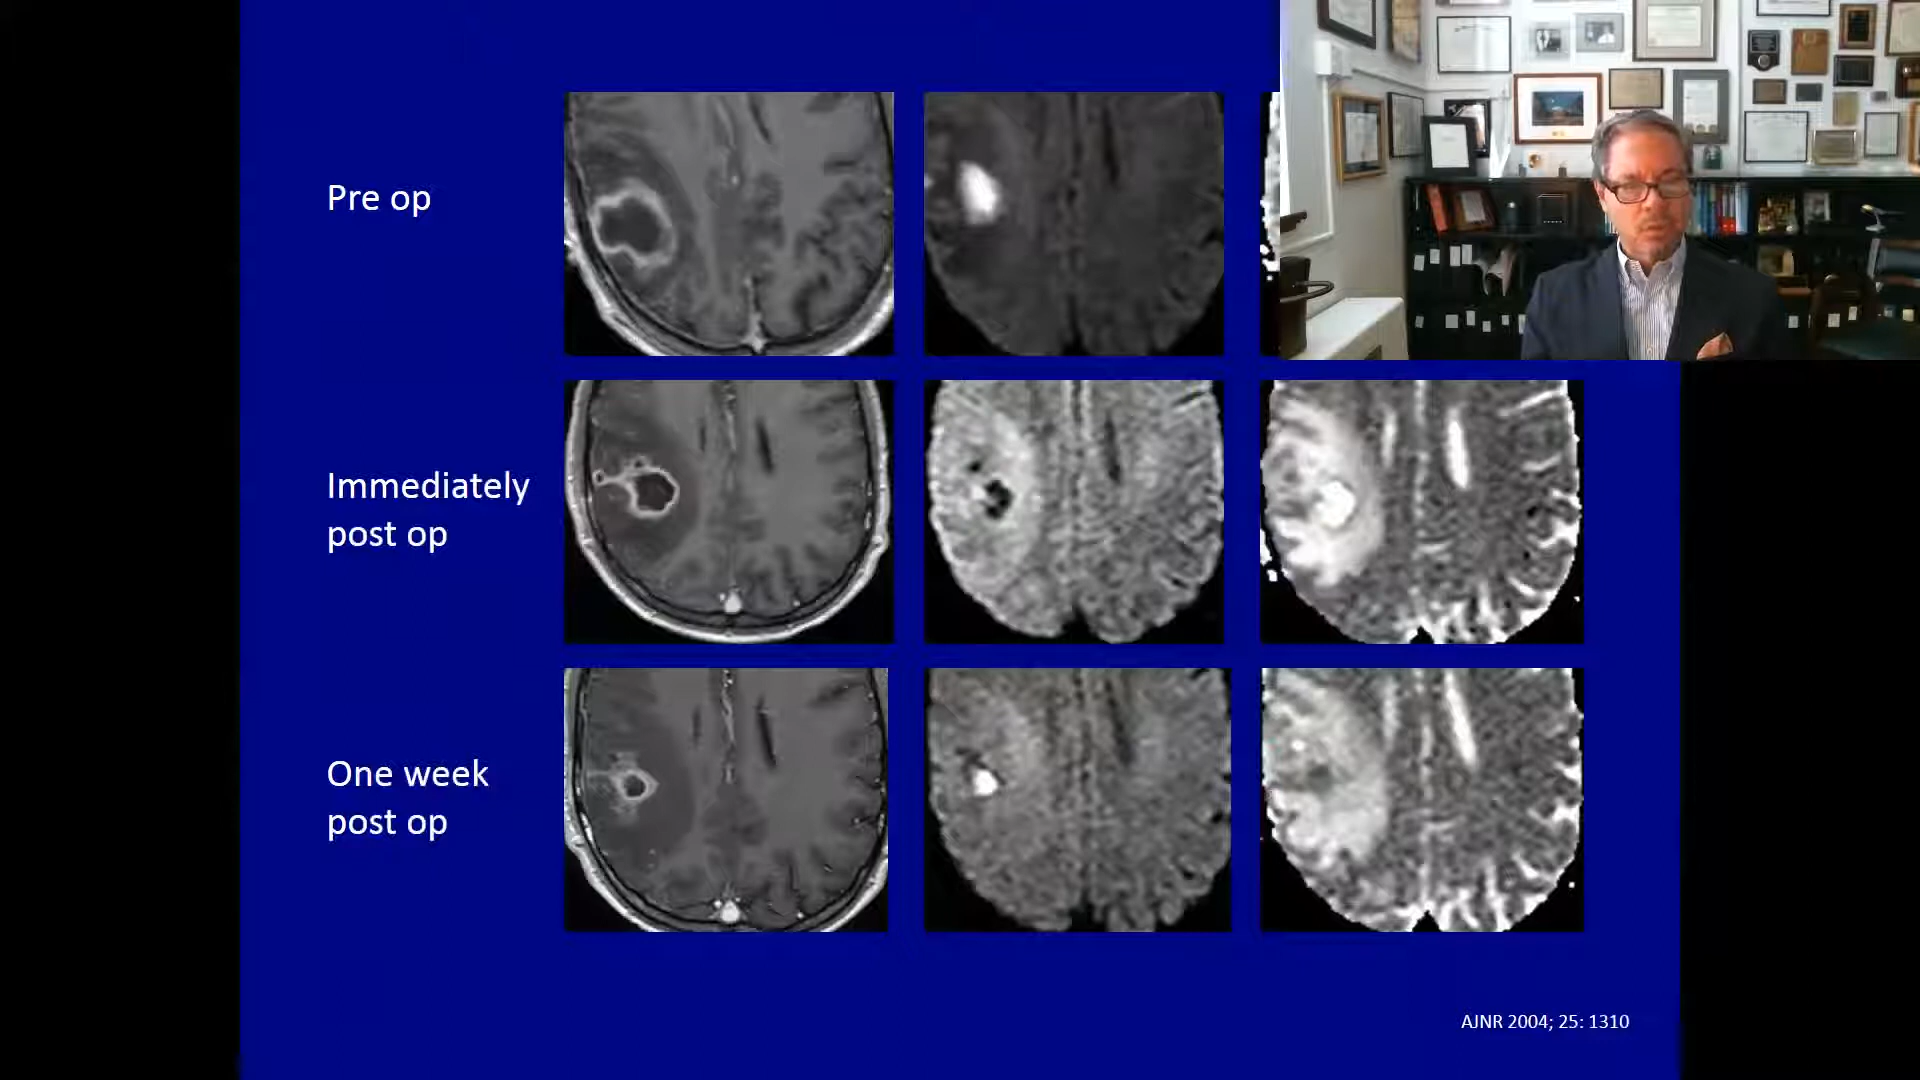 Pre op
Immediately
post op
One week
post op
AJNR 2004; 25: 1310